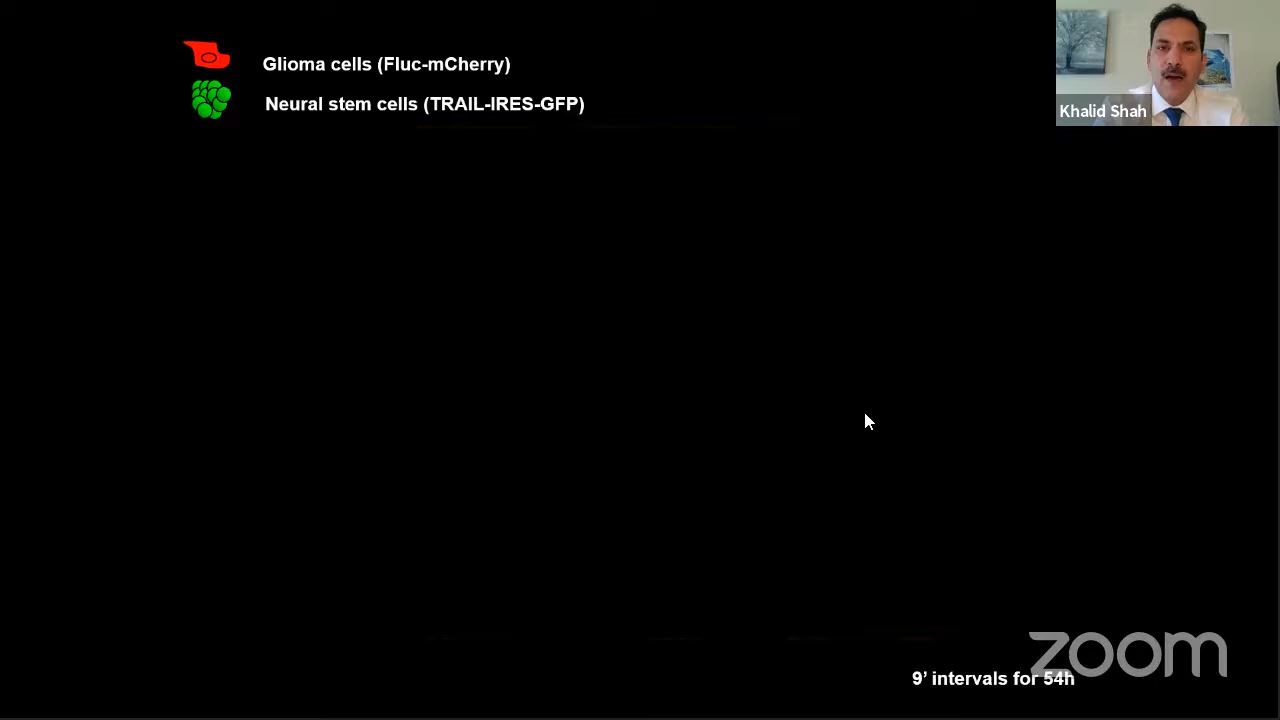 Glioma cells (Fluc-mCherry)
Neural stem cells (TRAIL-IRES-GFP)
Khalid Shah
zoom
9’ intervals for 54h